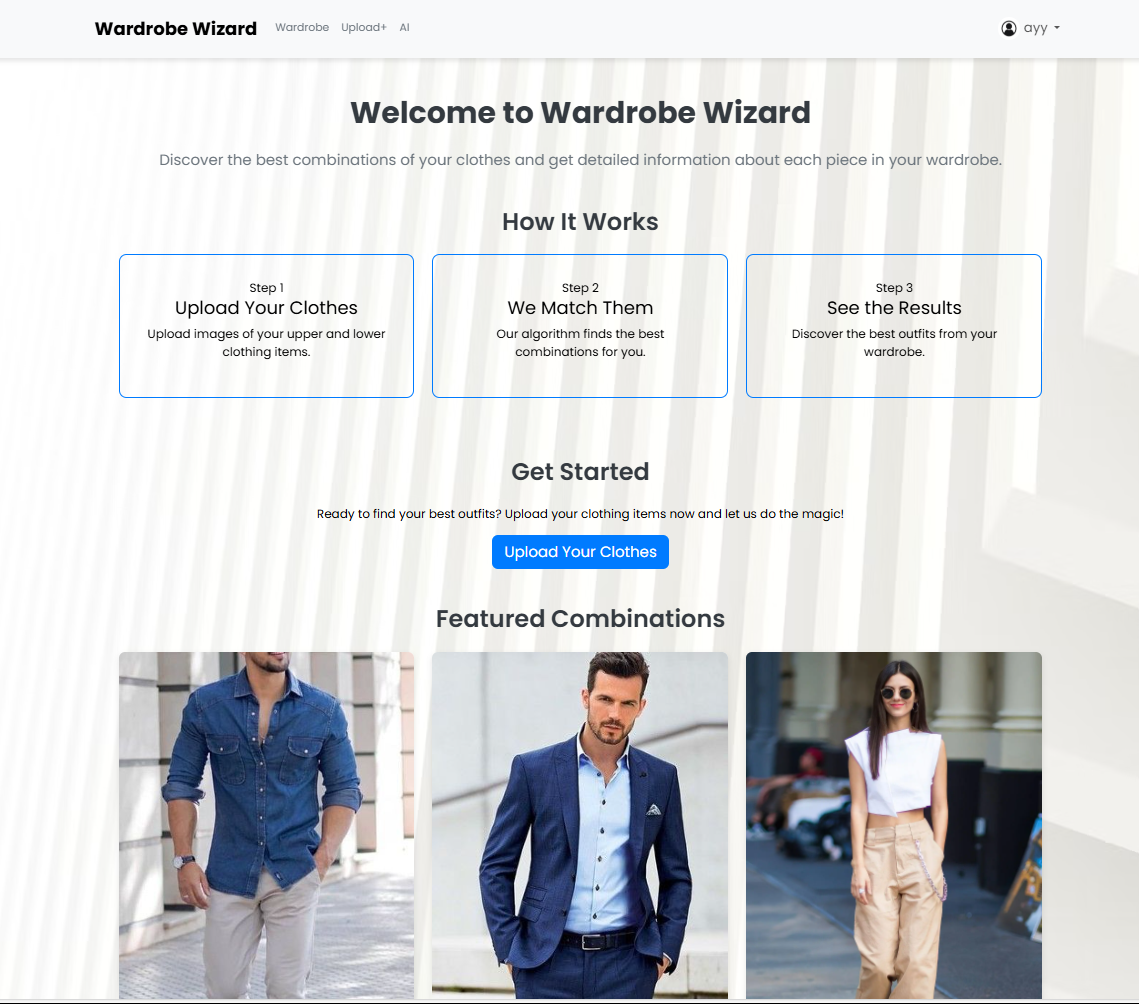 Wardrobe Wizard Wardrobe Upload+ AI ayy
Welcome to Wardrobe Wizard
Discover the best combinations of your clothes and get detailed information about each piece in your wardrobe.
How It Works
Step 1
Upload Your Clothes
Upload images of your upper and lower
clothing items.
Step 2
We Match Them
Our algorithm finds the best
combinations for you.
Step 3
See the Results
Discover the best outfits from your
wardrobe.
Get Started
Ready to find your best outfits? Upload your clothing items now and let us do the magic!
Upload Your Clothes
Featured Combinations